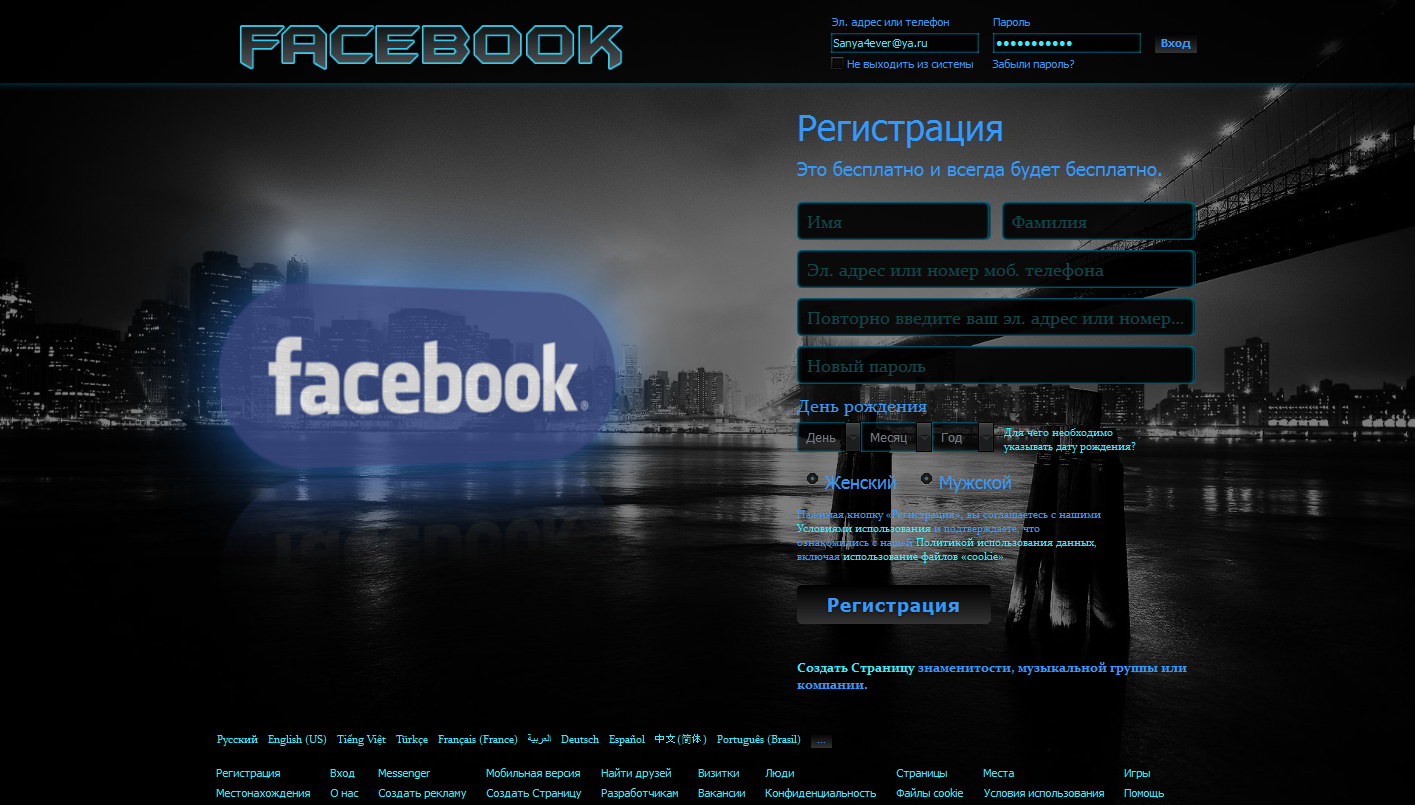 FACEBOOK
Эл. адрес или телефон Пароль
Sanya4ever@ya.ru ●●●●●●●●●●● Вход
Не выходить из системы Забыли пароль?
Регистрация
Это бесплатно и всегда будет бесплатно.
Имя Фамилия
Эл. адрес или номер моб. телефона
Повторно введите ваш эл. адрес или номер...
Новый пароль
facebook®
День рождения
День Месяц Год
Для чего необходимо
указывать дату рождения?
Женский Мужской
Нажимая кнопку «Регистрация», вы соглашаетесь с нашими
Условиями использования и подтверждаете, что
ознакомились с нашей Политикой использования данных,
включая использование файлов «cookie».
Регистрация
Создать Страницу знаменитости, музыкальной группы или
компании.
Русский English (US) Tiếng Việt Türkçe Français (France) العربية Deutsch Español 中文(简体) Português (Brasil) ...
Регистрация Вход Messenger Мобильная версия Найти друзей Визитки Люди Страницы Места Игры
Местонахождения О нас Создать рекламу Создать Страницу Разработчикам Вакансии Конфиденциальность Файлы cookie Условия использования Помощь